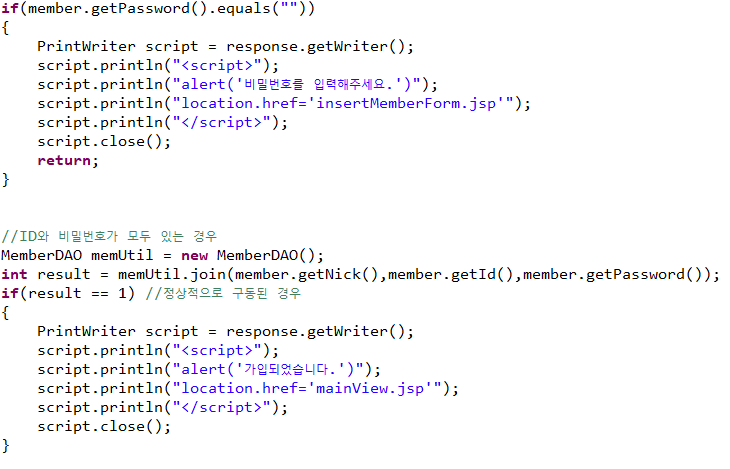 if(member.getPassword().equals(""))
{
    PrintWriter script = response.getWriter();
    script.println("<script>");
    script.println("alert('비밀번호를 입력해주세요.')");
    script.println("location.href='insertMemberForm.jsp'");
    script.println("</script>");
    script.close();
    return;
}
//ID와 비밀번호가 모두 있는 경우
MemberDAO memUtil = new MemberDAO();
int result = memUtil.join(member.getNick(),member.getId(),member.getPassword());
if(result == 1) //정상적으로 구동된 경우
{
    PrintWriter script = response.getWriter();
    script.println("<script>");
    script.println("alert('가입되었습니다.')");
    script.println("location.href='mainView.jsp'");
    script.println("</script>");
    script.close();
}